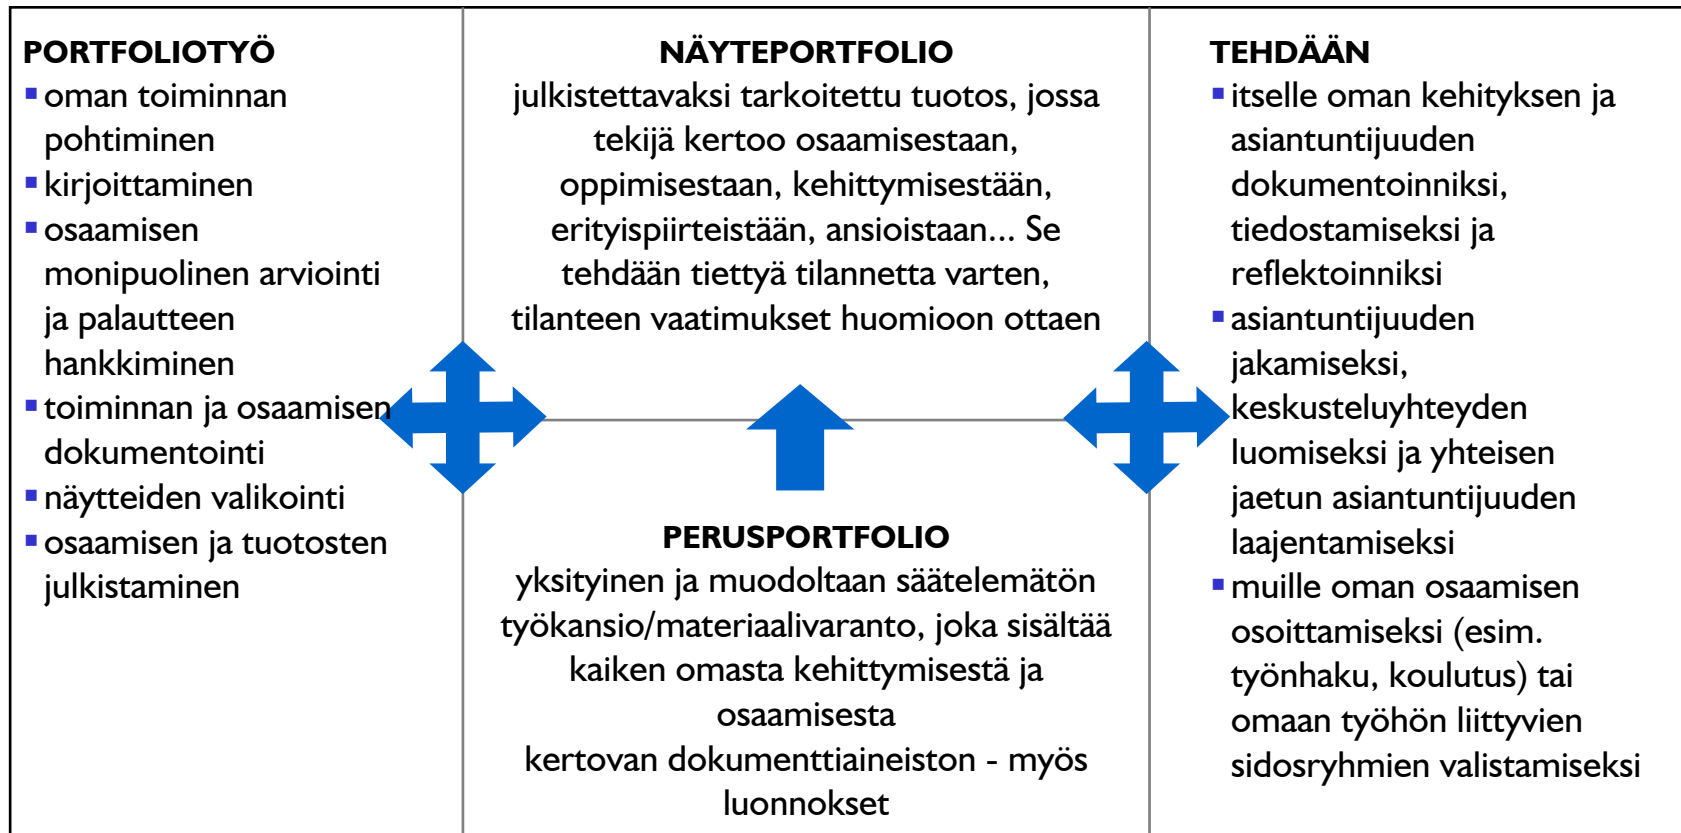 PORTFOLIOTYÖ
▪ oman toiminnan
pohtiminen
▪ kirjoittaminen
▪ osaamisen
monipuolinen arviointi
ja palautteen
hankkiminen
▪ toiminnan ja osaamisen
dokumentointi
▪ näytteiden valikointi
▪ osaamisen ja tuotosten
julkistaminen
NÄYTEPORTFOLIO
julkistettavaksi tarkoitettu tuotos, jossa
tekijä kertoo osaamisestaan,
oppimisestaan, kehittymisestään,
erityispiirteistään, ansioistaan... Se
tehdään tiettyä tilannetta varten,
tilanteen vaatimukset huomioon ottaen
PERUSPORTFOLIO
yksityinen ja muodoltaan säätelemätön
työkansio/materiaalivaranto, joka sisältää
kaiken omasta kehittymisestä ja
osaamisesta
kertovan dokumenttiaineiston - myös
luonnokset
TEHDÄÄN
▪ itselle oman kehityksen ja
asiantuntijuuden
dokumentoinniksi,
tiedostamiseksi ja
reflektoinniksi
▪ asiantuntijuuden
jakamiseksi,
keskusteluyhteyden
luomiseksi ja yhteisen
jaetun asiantuntijuuden
laajentamiseksi
▪ muille oman osaamisen
osoittamiseksi (esim.
työnhaku, koulutus) tai
omaan työhön liittyvien
sidosryhmien valistamiseksi